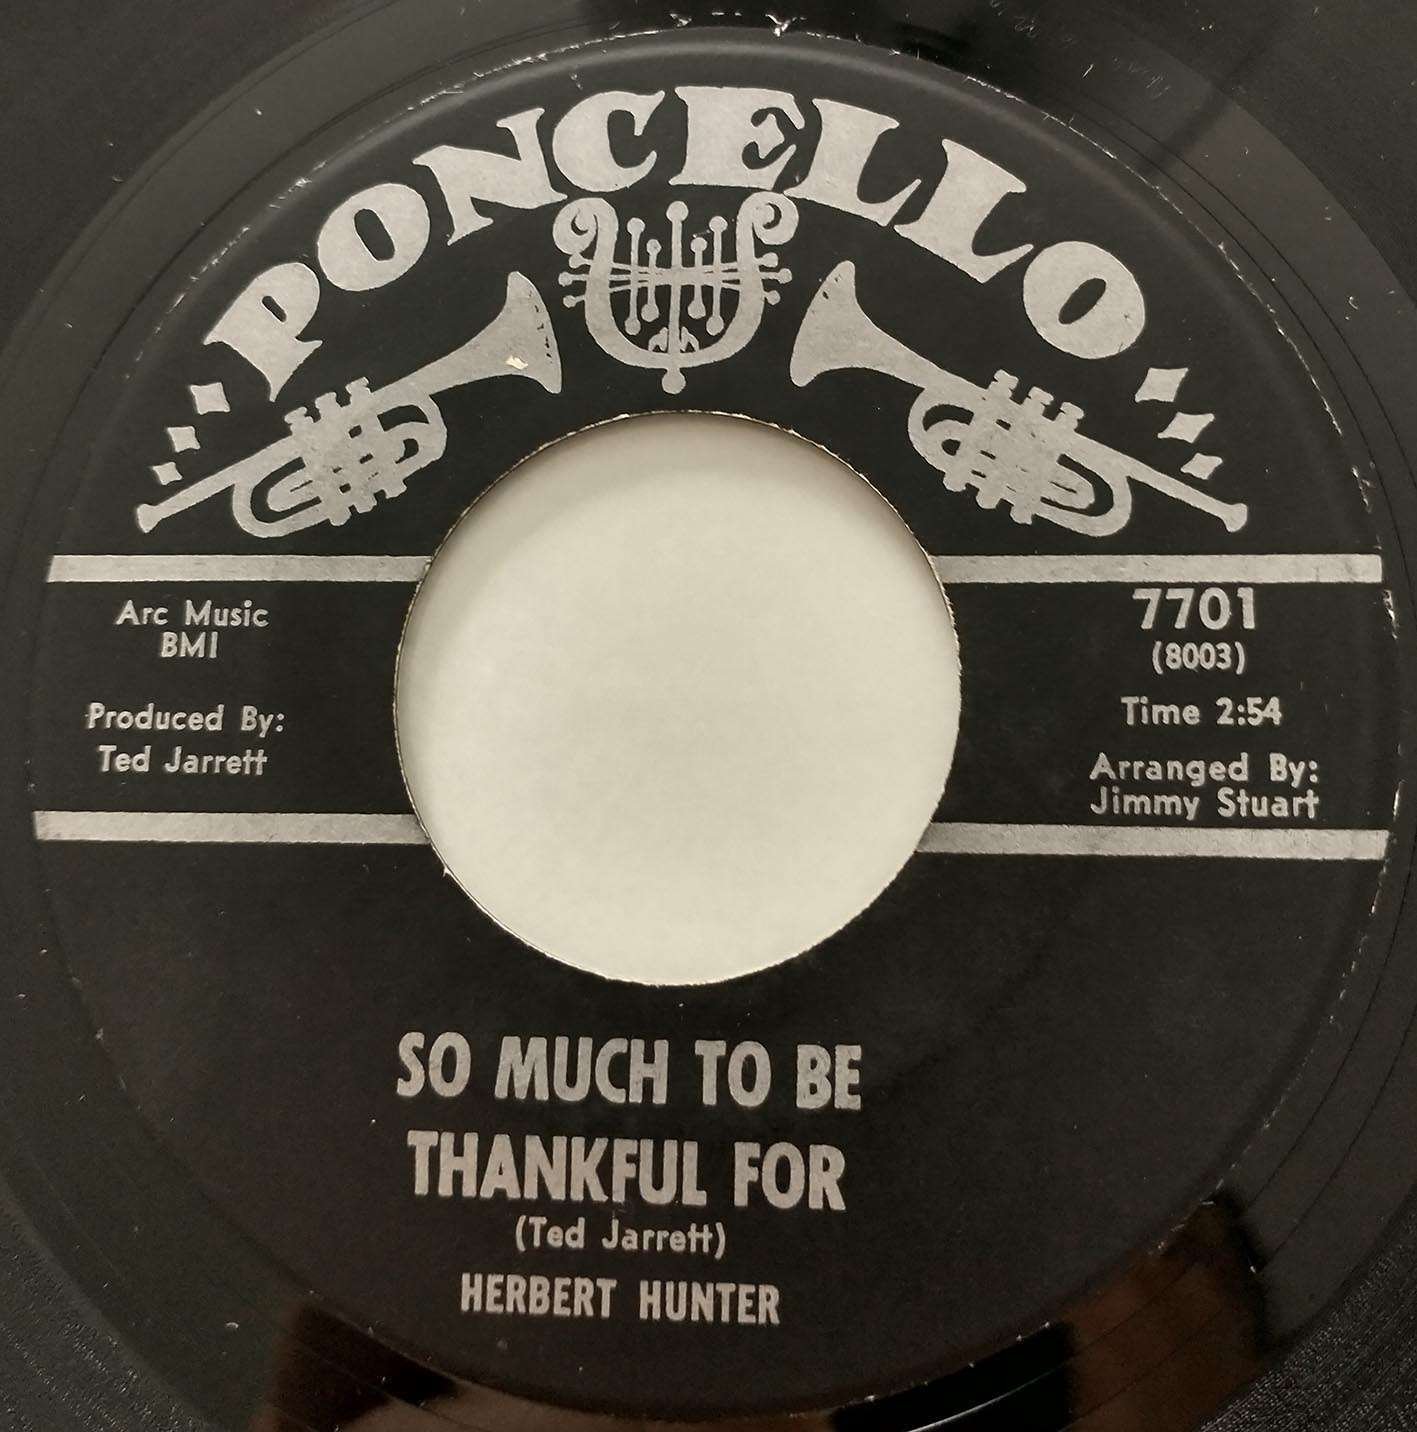 PONCELLO
Arc Music
BMI
Produced By:
Ted Jarrett
7701
(8003)
Time 2:54
Arranged By:
Jimmy Stuart
SO MUCH TO BE
THANKFUL FOR
(Ted Jarrett)
HERBERT HUNTER